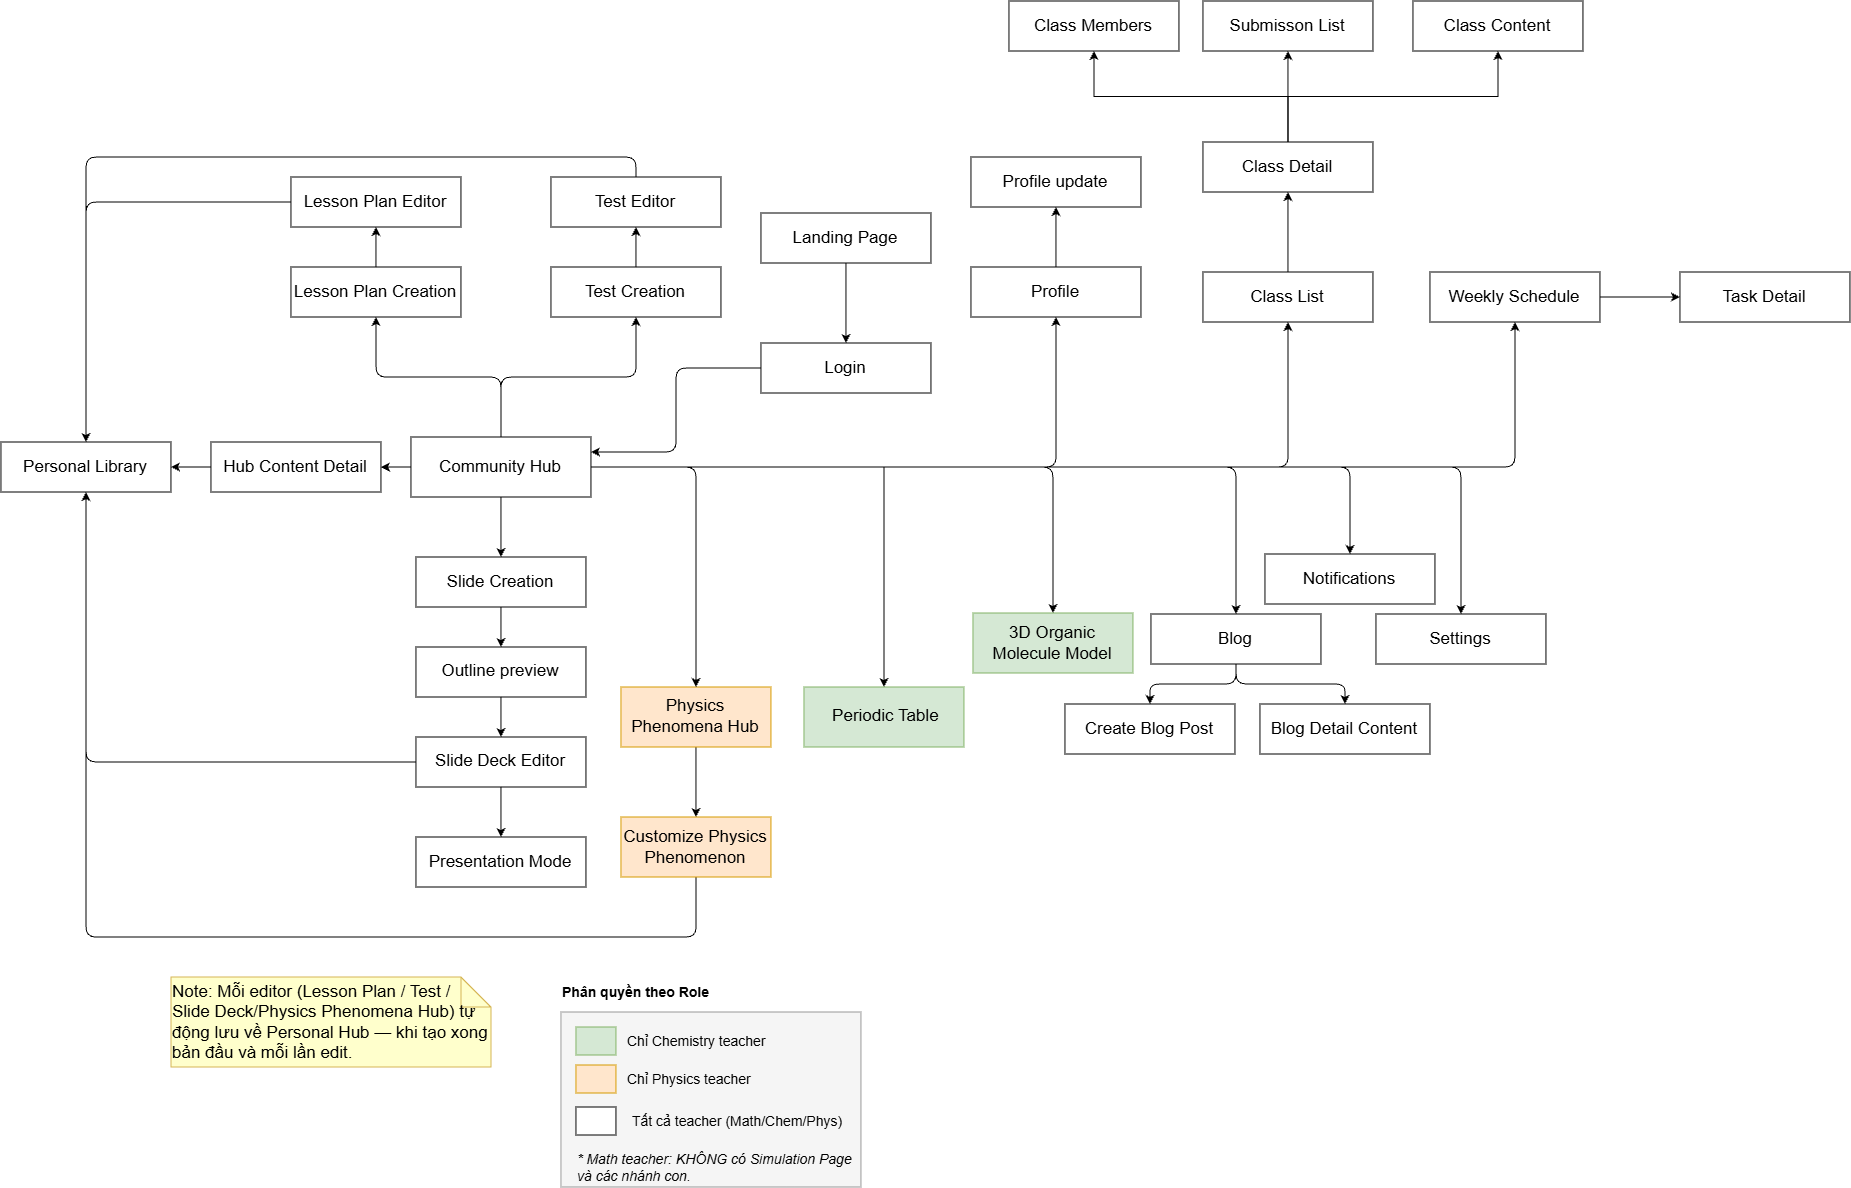 Class Members
Submisson List
Class Content
Class Detail
Profile update
Lesson Plan Editor
Test Editor
Landing Page
Lesson Plan Creation
Test Creation
Profile
Class List
Weekly Schedule
Task Detail
Login
Personal Library
Hub Content Detail
Community Hub
Slide Creation
Notifications
3D Organic
Molecule Model
Blog
Settings
Outline preview
Physics
Phenomena Hub
Periodic Table
Create Blog Post
Blog Detail Content
Slide Deck Editor
Customize Physics
Phenomenon
Presentation Mode
Note: Mỗi editor (Lesson Plan / Test /
Slide Deck/Physics Phenomena Hub) tự
động lưu về Personal Hub — khi tạo xong
bản đầu và mỗi lần edit.
Phân quyền theo Role
Chỉ Chemistry teacher
Chỉ Physics teacher
Tất cả teacher (Math/Chem/Phys)
* Math teacher: KHÔNG có Simulation Page
và các nhánh con.